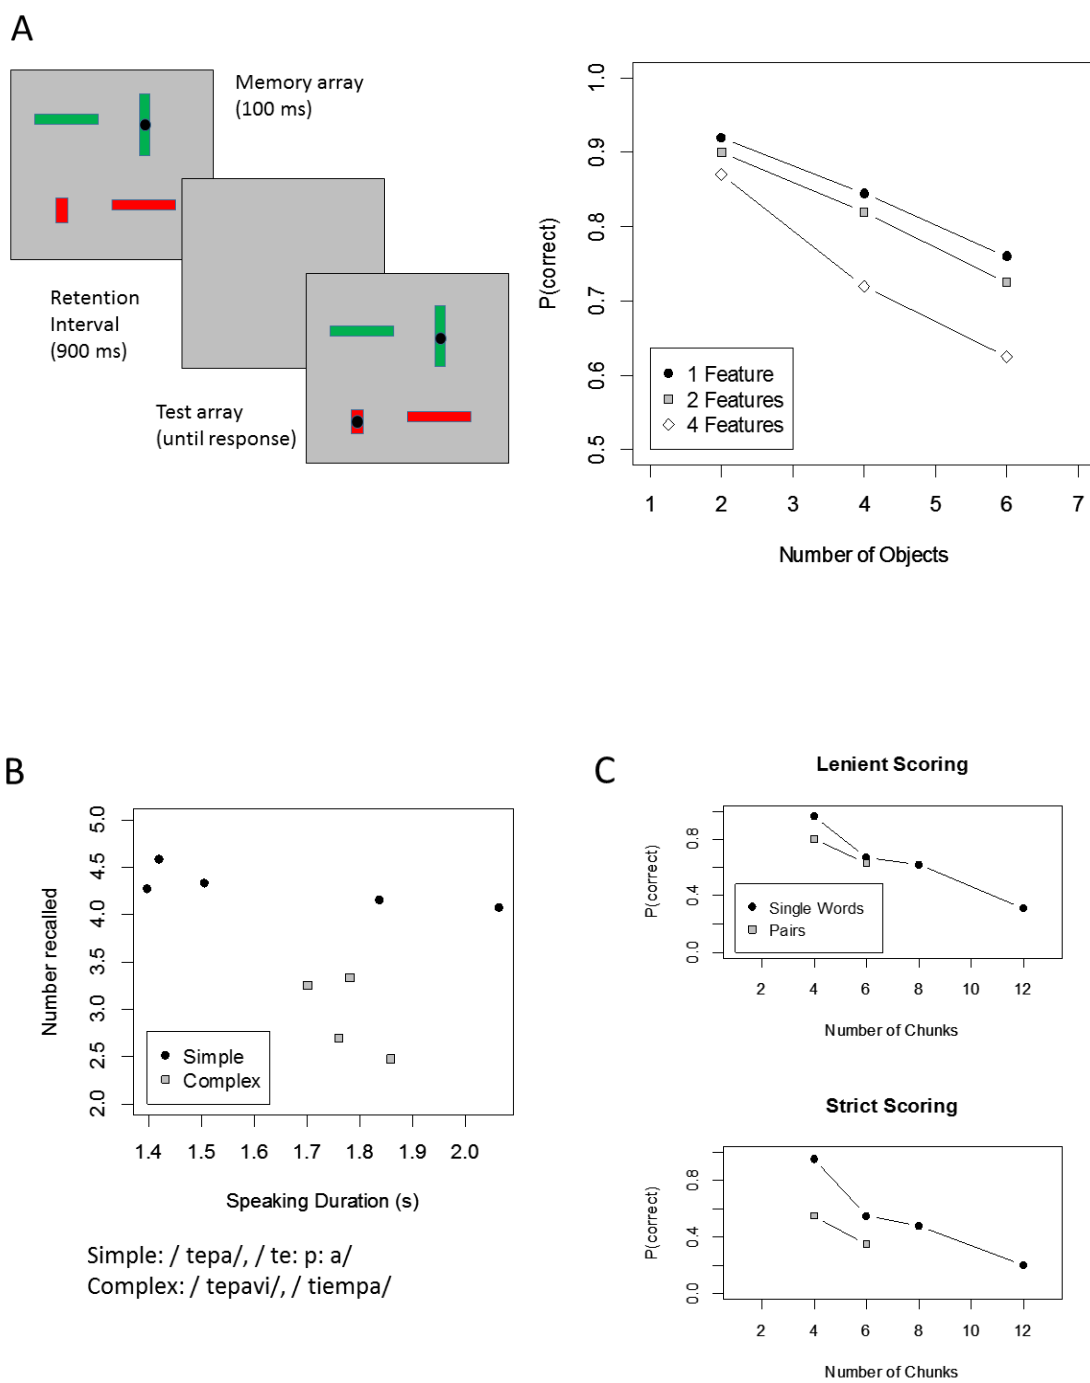 A
Memory array
(100 ms)
Retention
Interval
(900 ms)
Test array
(until response)
P(correct)
1.0
0.9
0.8
0.7
0.6
0.5
1 Feature
2 Features
4 Features
1 2 3 4 5 6 7
Number of Objects
B
Number recalled
5.0
4.5
4.0
3.5
3.0
2.5
2.0
Simple
Complex
1.4 1.5 1.6 1.7 1.8 1.9 2.0
Speaking Duration (s)
Simple: / tepa/, / te: p: a/
Complex: / tepavi/, / tiempa/
C
Lenient Scoring
P(correct)
0.8
0.4
0.0
Single Words
Pairs
2 4 6 8 10 12
Number of Chunks
Strict Scoring
P(correct)
0.8
0.4
0.0
2 4 6 8 10 12
Number of Chunks